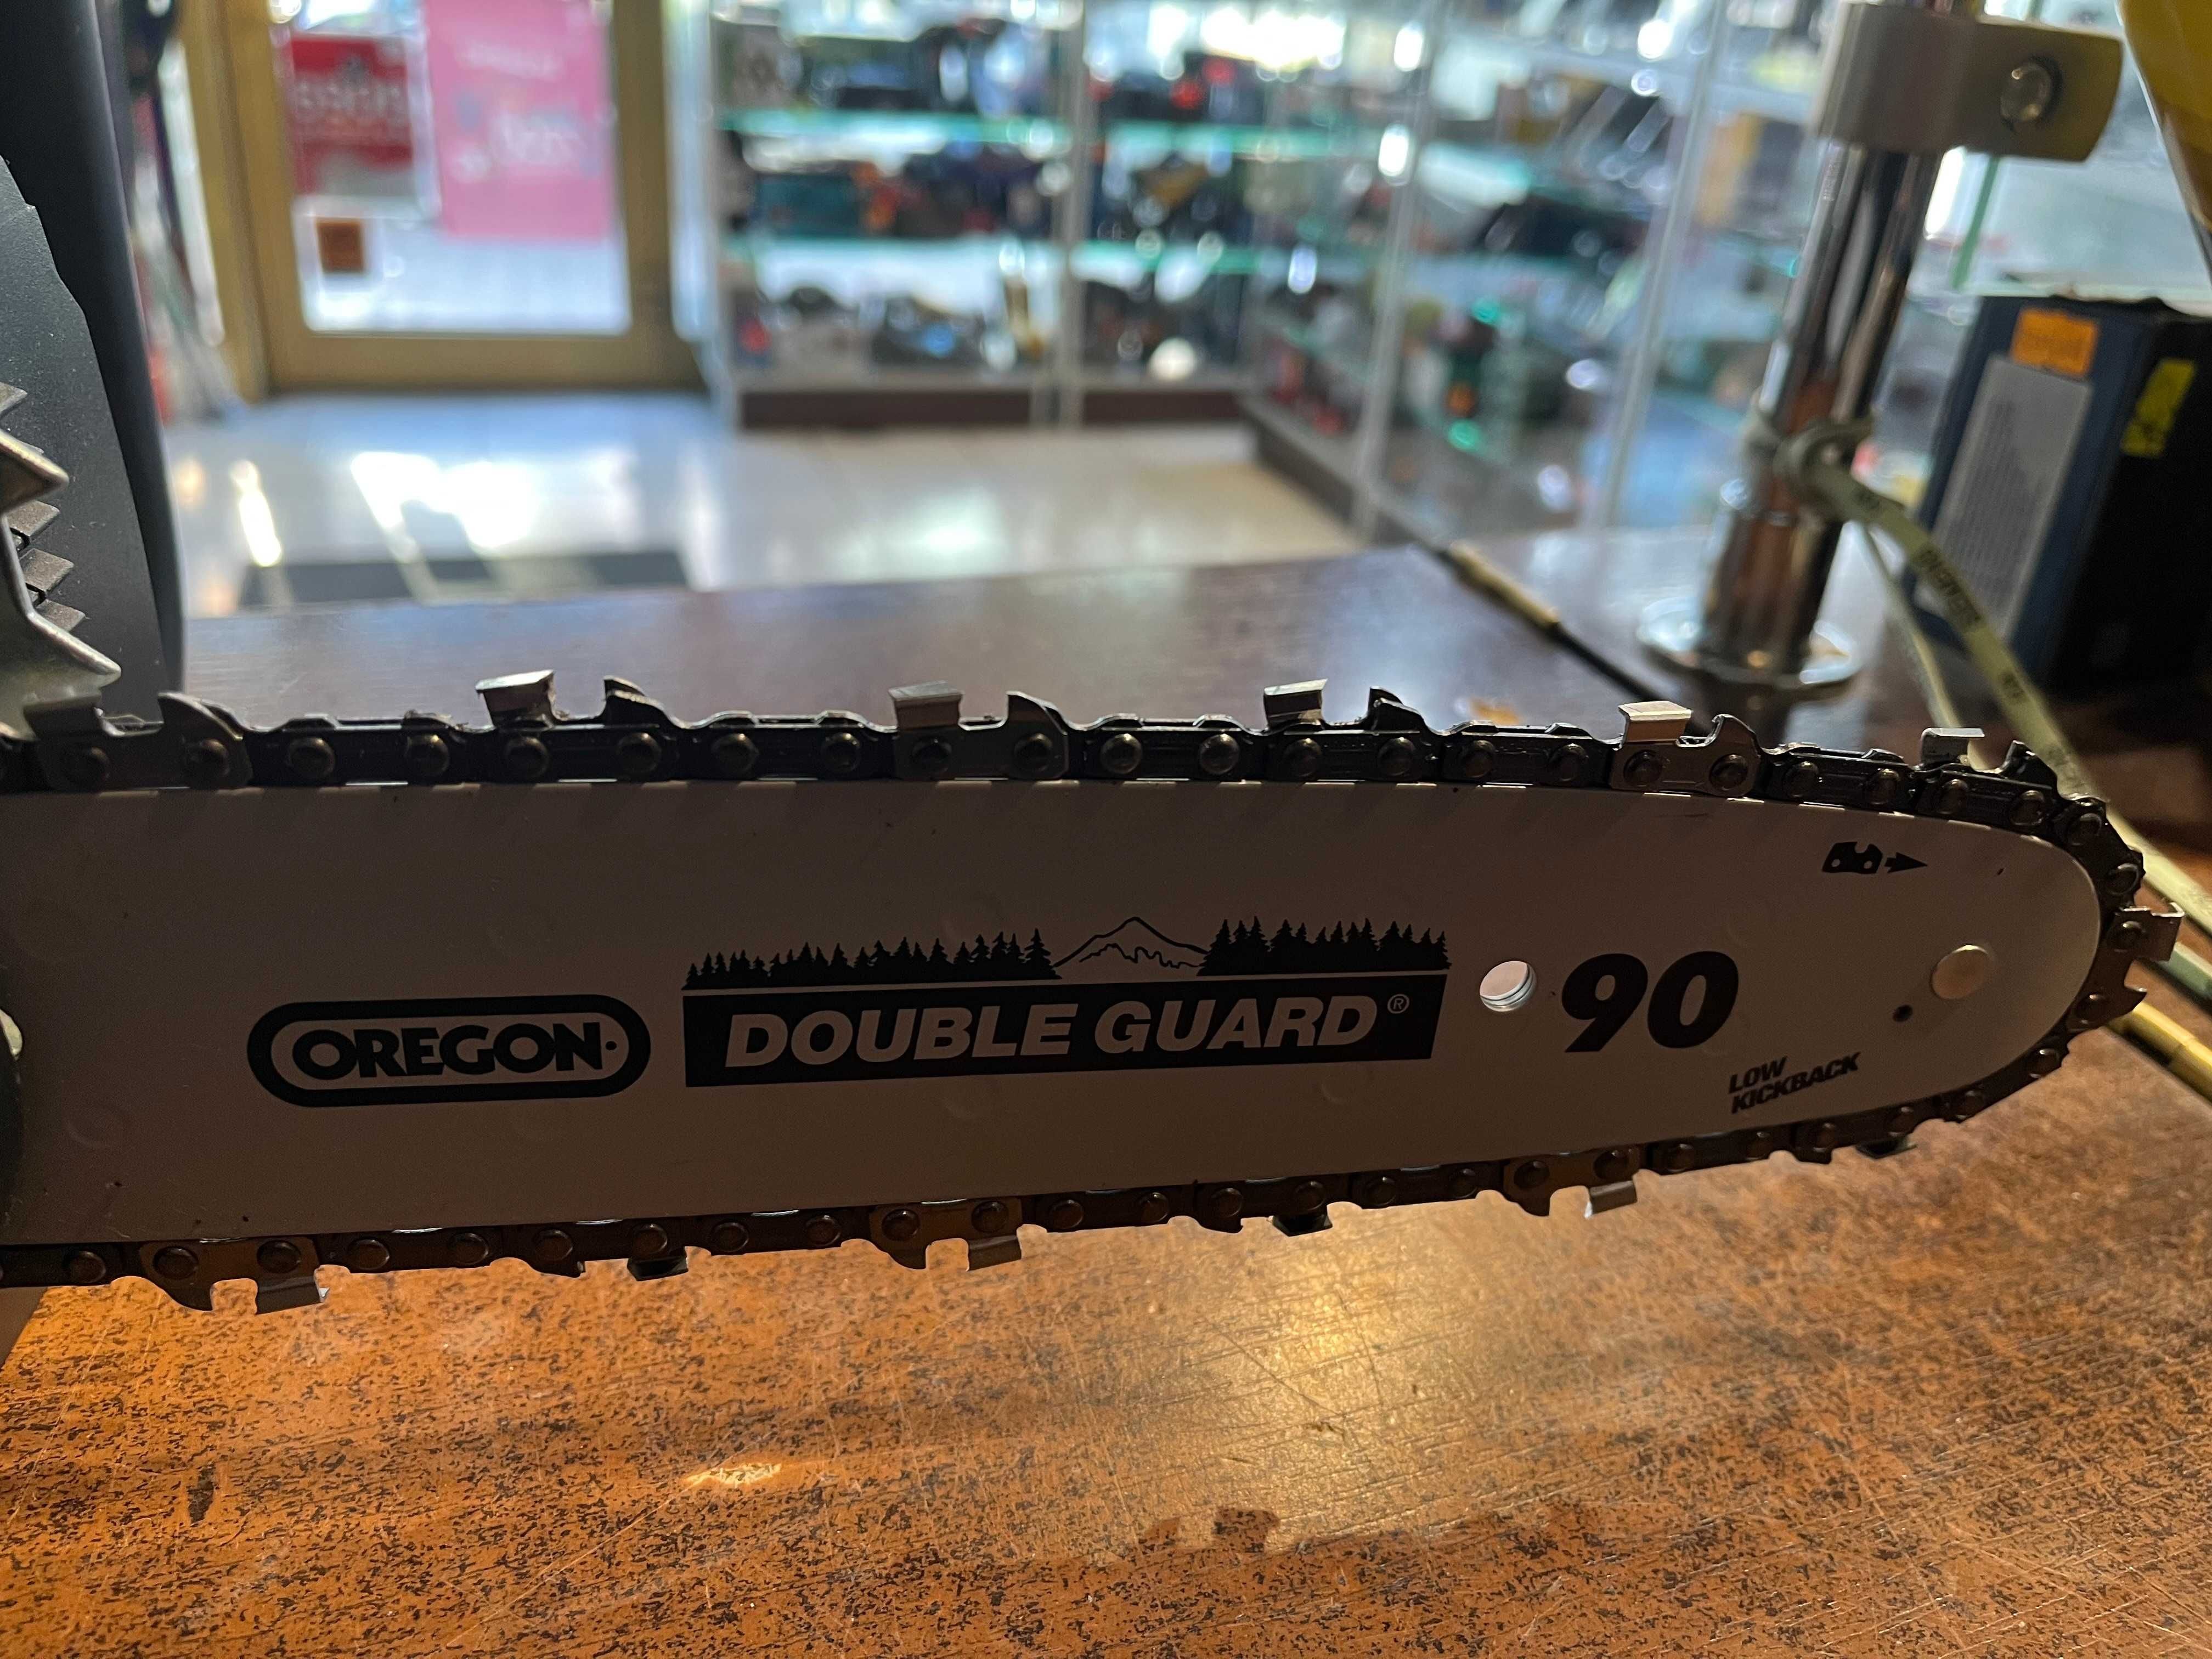 OREGON
DOUBLE GUARD®
90
LOW
KICKBACK